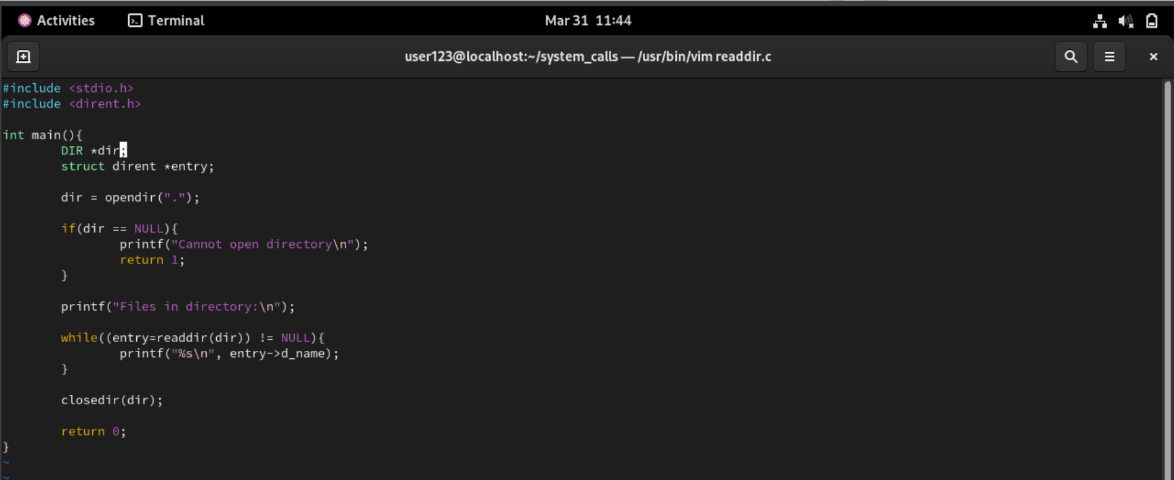 Activities Terminal Mar 31 11:44
user123@localhost:~/system_calls — /usr/bin/vim readdir.c
#include <stdio.h>
#include <dirent.h>

int main(){
        DIR *dir;
        struct dirent *entry;

        dir = opendir(".");

        if(dir == NULL){
                printf("Cannot open directory\n");
                return 1;
        }

        printf("Files in directory:\n");

        while((entry=readdir(dir)) != NULL){
                printf("%s\n", entry->d_name);
        }

        closedir(dir);

        return 0;
}
~
~